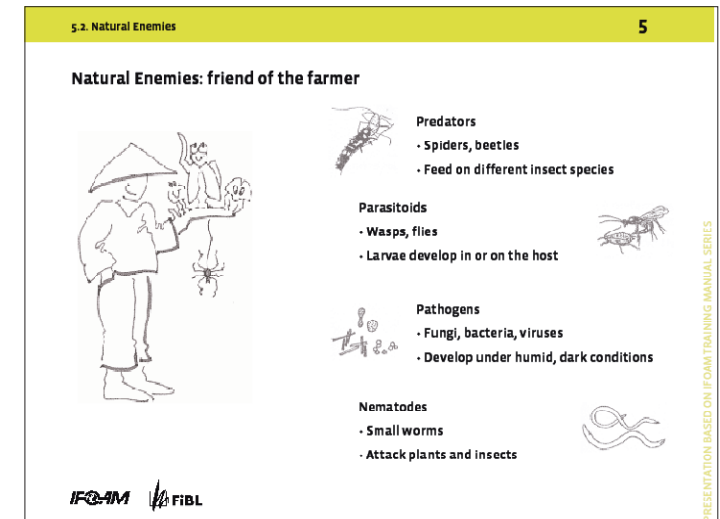 5.2. Natural Enemies
5
Natural Enemies: friend of the farmer
Predators
· Spiders, beetles
· Feed on different insect species
Parasitoids
· Wasps, flies
· Larvae develop in or on the host
Pathogens
· Fungi, bacteria, viruses
· Develop under humid, dark conditions
Nematodes
· Small worms
· Attack plants and insects
IFOAM FiBL
PRESENTATION BASED ON IFOAM TRAINING MANUAL SERIES